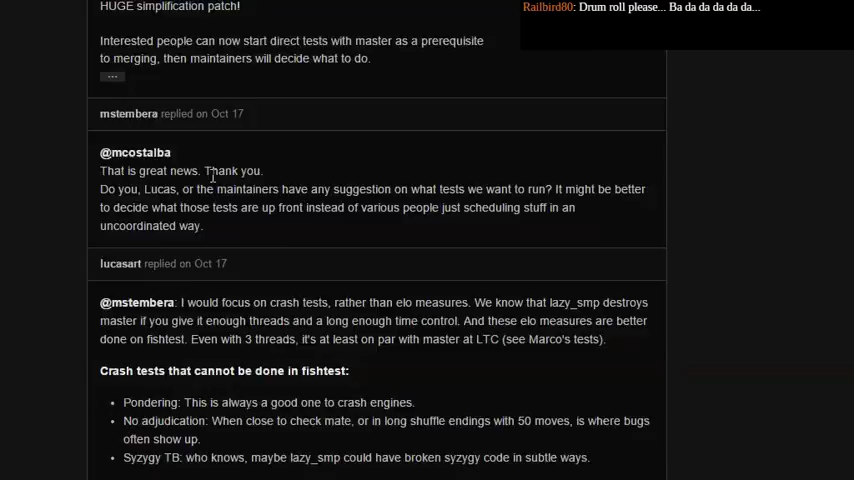 HUGE simplification patch!
Railbird80: Drum roll please... Ba da da da da da...
Interested people can now start direct tests with master as a prerequisite
to merging, then maintainers will decide what to do.
...
mstembera replied on Oct 17
@mcostalba
That is great news. Thank you.
Do you, Lucas, or the maintainers have any suggestion on what tests we want to run? It might be better
to decide what those tests are up front instead of various people just scheduling stuff in an
uncoordinated way.
lucasart replied on Oct 17
@mstembera: I would focus on crash tests, rather than elo measures. We know that lazy_smp destroys
master if you give it enough threads and a long enough time control. And these elo measures are better
done on fishtest. Even with 3 threads, it's at least on par with master at LTC (see Marco's tests).
Crash tests that cannot be done in fishtest:
• Pondering: This is always a good one to crash engines.
• No adjudication: When close to check mate, or in long shuffle endings with 50 moves, is where bugs
often show up.
• Syzygy TB: who knows, maybe lazy_smp could have broken syzygy code in subtle ways.